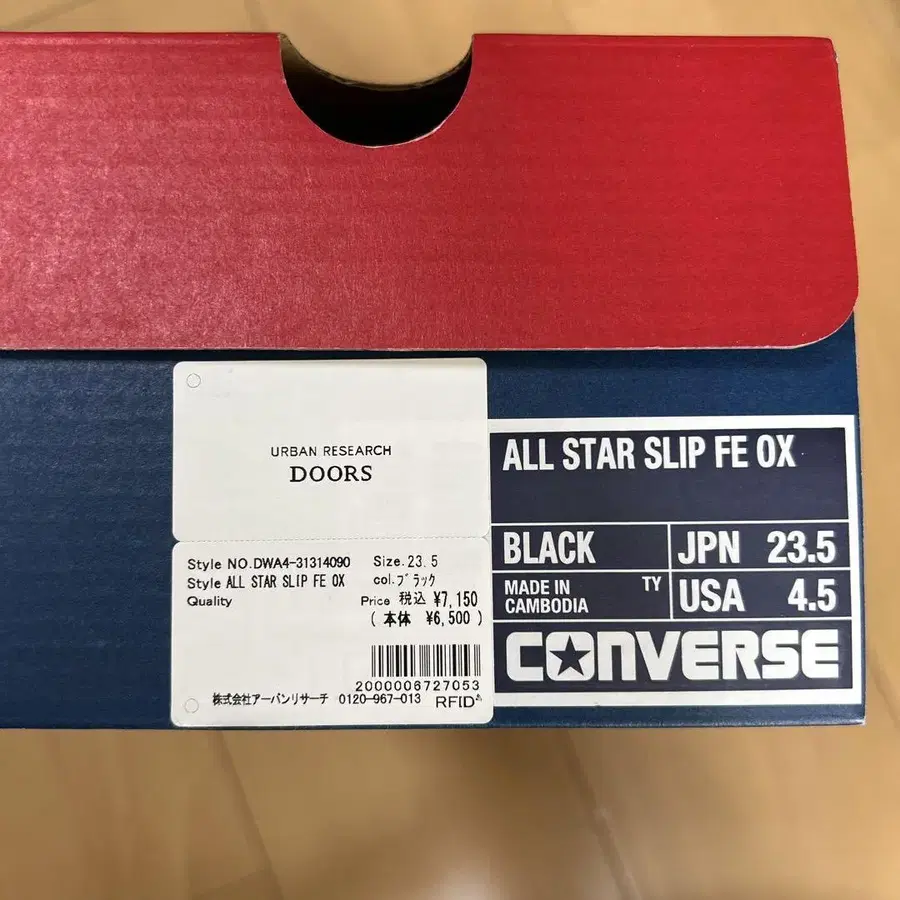 URBAN RESEARCH
DOORS
Style NO.DWA4-31314090 Size.23.5
Style ALL STAR SLIP FE OX col.ブラック
Quality Price 税込 ¥7,150
( 本体 ¥6,500 )
2000006727053
株式会社アーバンリサーチ 0120-967-013 RFID
ALL STAR SLIP FE OX
BLACK JPN 23.5
MADE IN CAMBODIA TY USA 4.5
CONVERSE